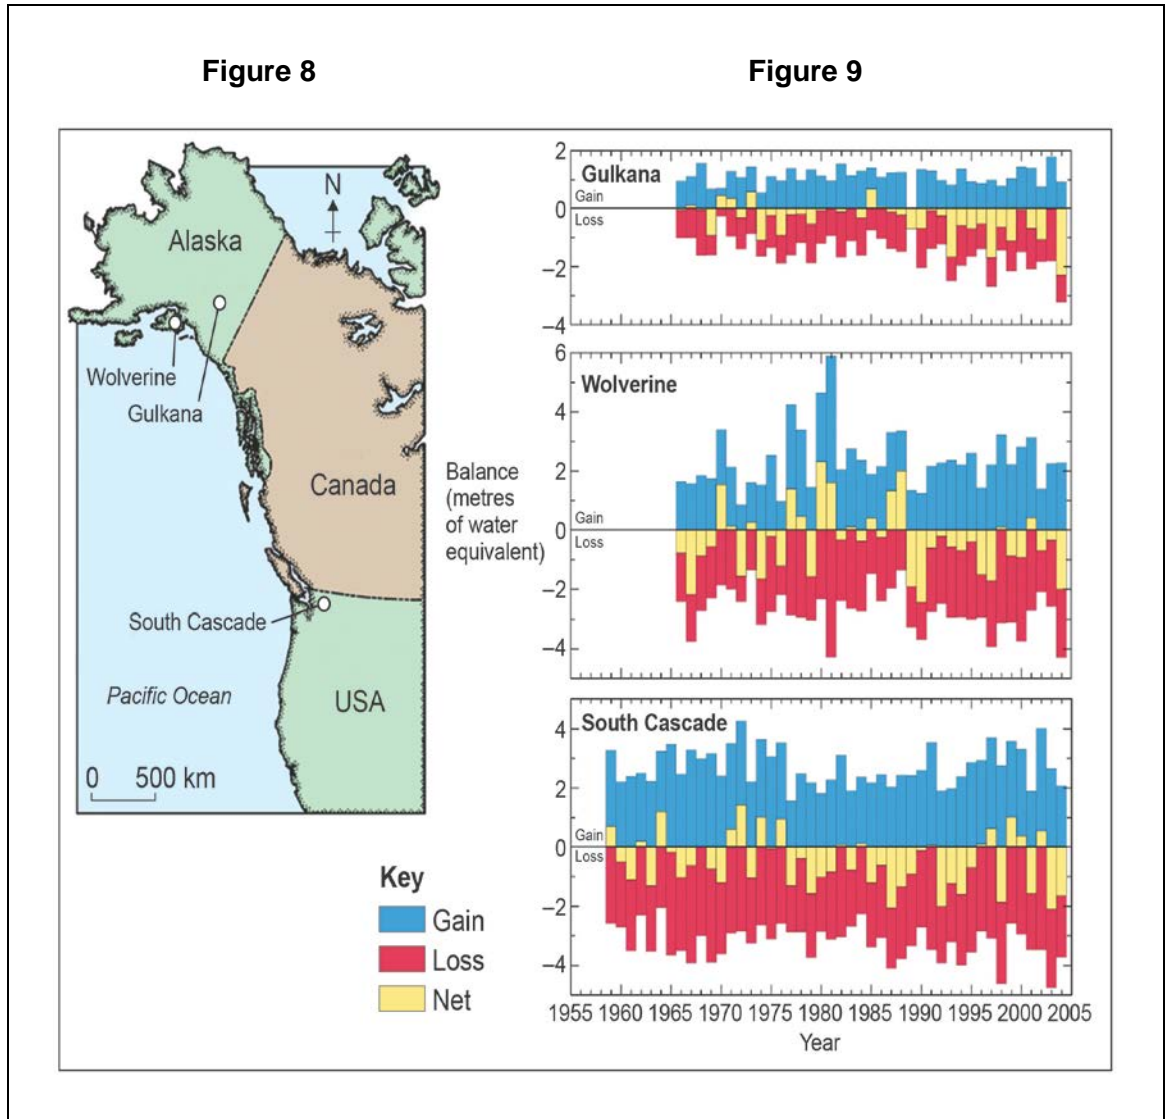 Figure 8
Figure 9
N
Alaska
Wolverine
Gulkana
Canada
South Cascade
Pacific Ocean
USA
0 500 km
Key
Gain
Loss
Net
Balance
(metres
of water
equivalent)
Gulkana
Gain
Loss
2
0
–2
–4
Wolverine
Gain
Loss
6
4
2
0
–2
–4
South Cascade
Gain
Loss
4
2
0
–2
–4
1955 1960 1965 1970 1975 1980 1985 1990 1995 2000 2005
Year